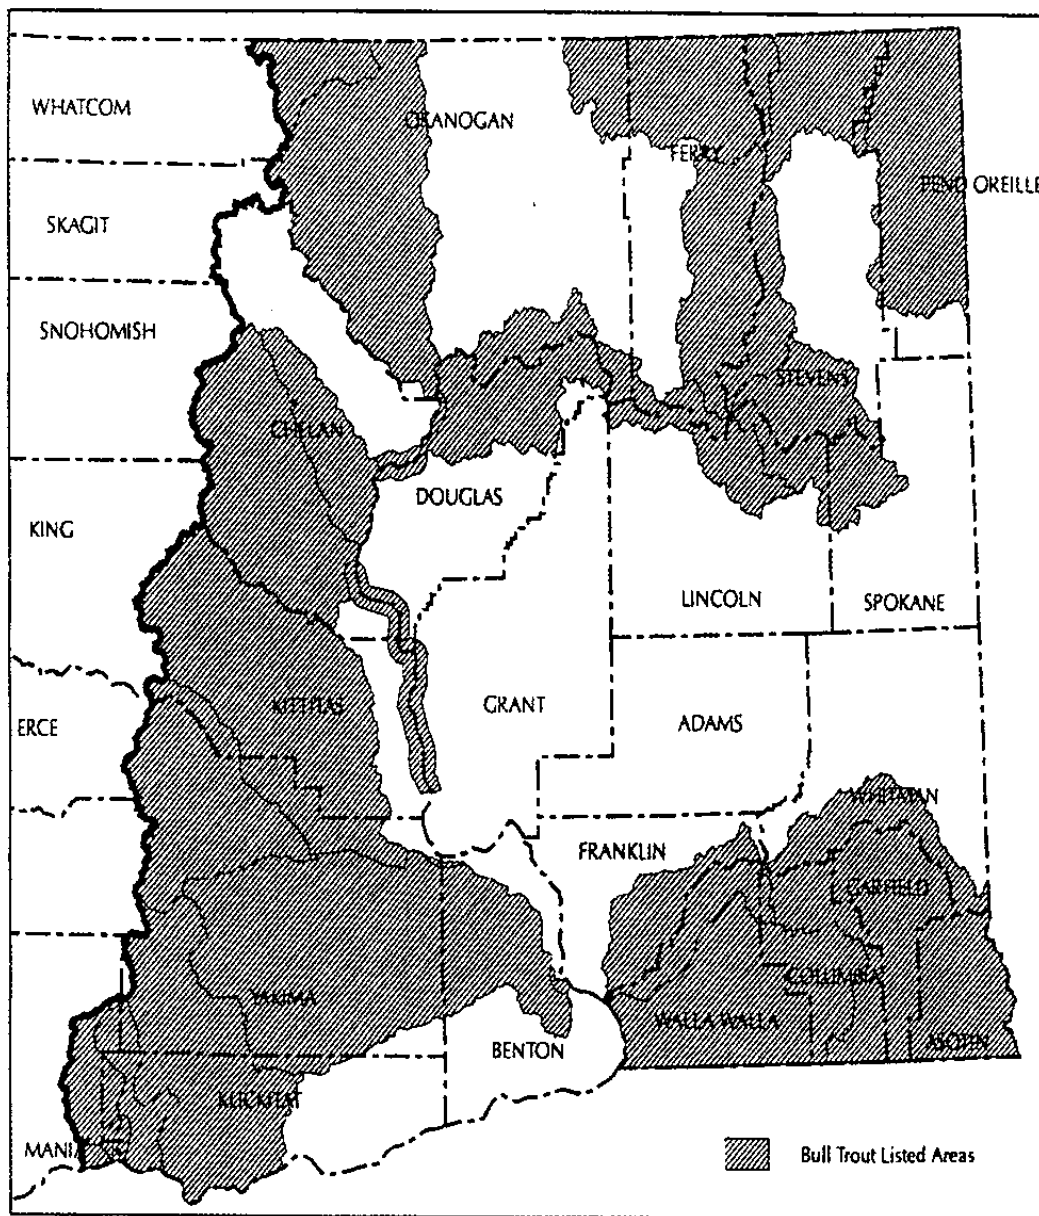 WHATCOM
OKANOGAN
FERRY
PEND OREILLE
SKAGIT
SNOHOMISH
STEVENS
CHELAN
DOUGLAS
KING
LINCOLN
SPOKANE
KITTITAS
GRANT
ERCE
ADAMS
WHITMAN
FRANKLIN
GARFIELD
COLUMBIA
YAKIMA
WALLA WALLA
BENTON
ASOTIN
KLICKITAT
MANIA
Bull Trout Listed Areas